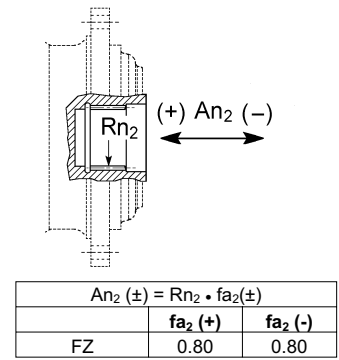 (+) An₂ (−)
Rn₂
An₂ (±) = Rn₂ • fa₂(±)
fa₂ (+) fa₂ (-)
FZ 0.80 0.80